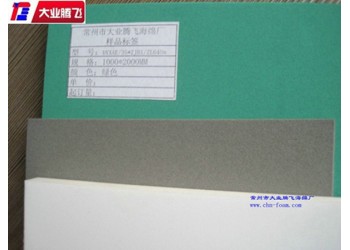 大业腾飞
常州市大业腾飞海绵厂
样品标签
型 号:
规 格: 1000*2000MM
颜 色: 绿色
单 价:
起订量:
常州市大业腾飞海绵厂
www.chn-foam.com